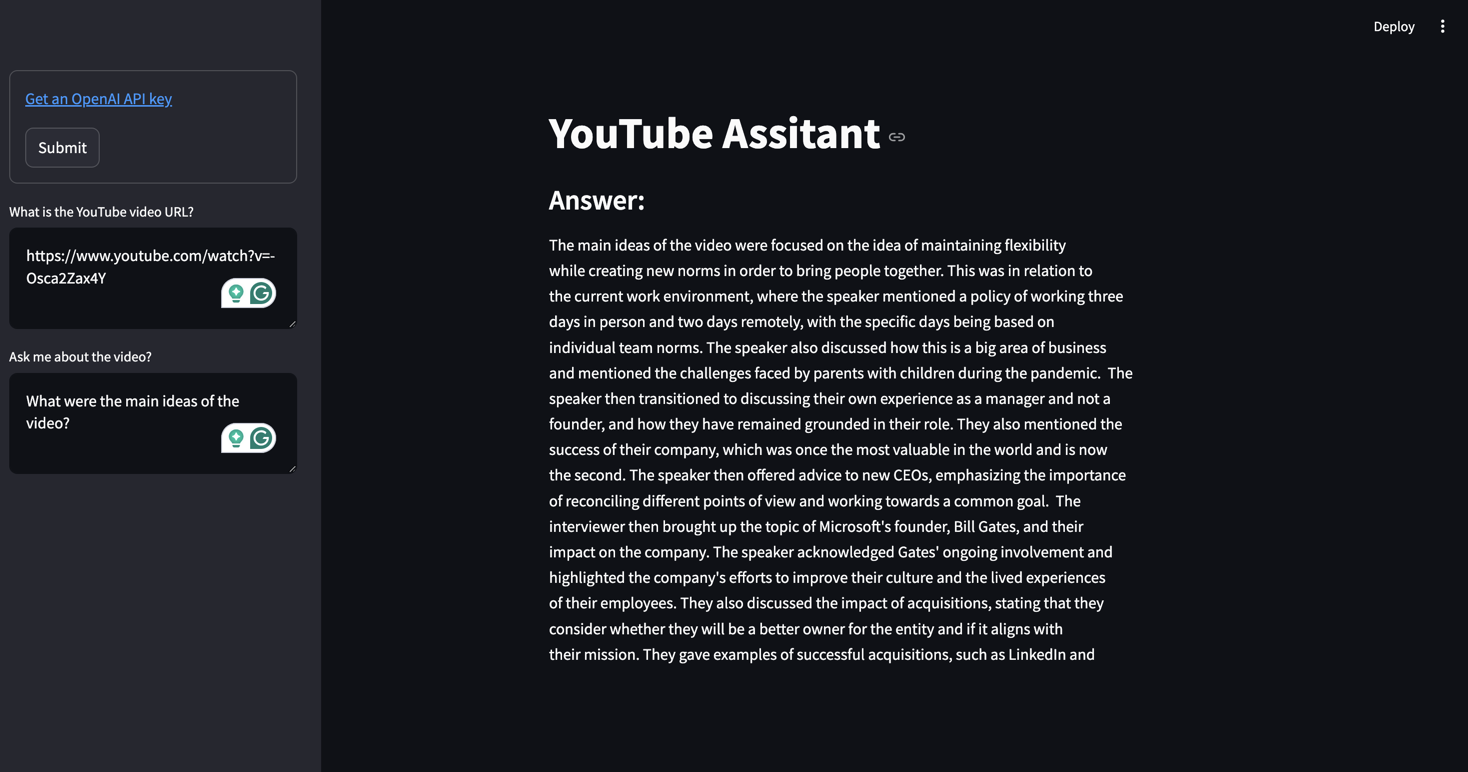 Deploy
Get an OpenAI API key
Submit
What is the YouTube video URL?
https://www.youtube.com/watch?v=-
Osca2Zax4Y
Ask me about the video?
What were the main ideas of the
video?
YouTube Assitant
Answer:
The main ideas of the video were focused on the idea of maintaining flexibility
while creating new norms in order to bring people together. This was in relation to
the current work environment, where the speaker mentioned a policy of working three
days in person and two days remotely, with the specific days being based on
individual team norms. The speaker also discussed how this is a big area of business
and mentioned the challenges faced by parents with children during the pandemic. The
speaker then transitioned to discussing their own experience as a manager and not a
founder, and how they have remained grounded in their role. They also mentioned the
success of their company, which was once the most valuable in the world and is now
the second. The speaker then offered advice to new CEOs, emphasizing the importance
of reconciling different points of view and working towards a common goal. The
interviewer then brought up the topic of Microsoft's founder, Bill Gates, and their
impact on the company. The speaker acknowledged Gates' ongoing involvement and
highlighted the company's efforts to improve their culture and the lived experiences
of their employees. They also discussed the impact of acquisitions, stating that they
consider whether they will be a better owner for the entity and if it aligns with
their mission. They gave examples of successful acquisitions, such as LinkedIn and